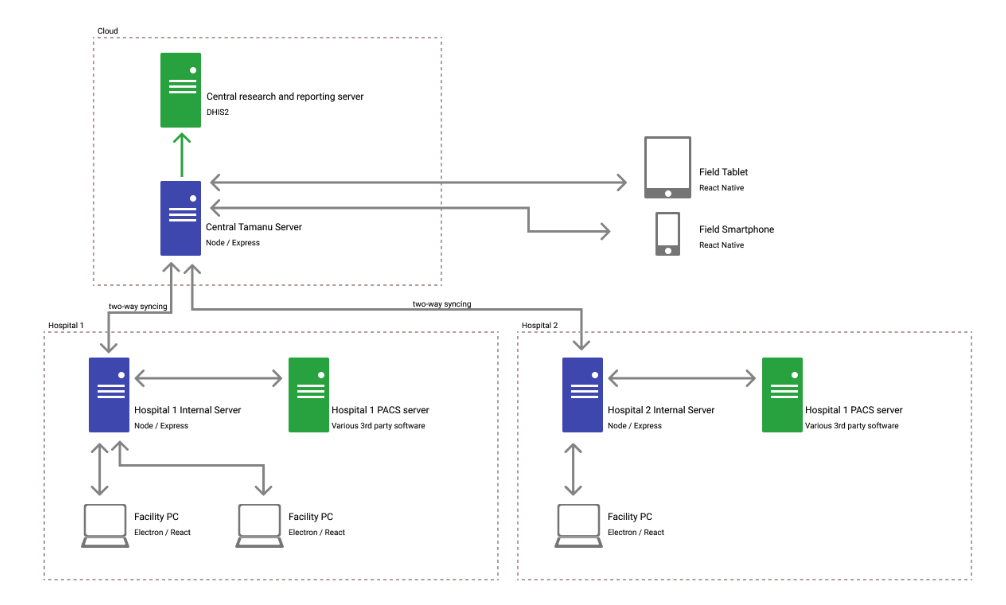 Cloud
Central research and reporting server
DHIS2
Field Tablet
React Native
Central Tamanu Server
Node / Express
Field Smartphone
React Native
two-way syncing
two-way syncing
Hospital 1
Hospital 2
Hospital 1 Internal Server
Node / Express
Hospital 1 PACS server
Various 3rd party software
Hospital 2 Internal Server
Node / Express
Hospital 1 PACS server
Various 3rd party software
Facility PC
Electron / React
Facility PC
Electron / React
Facility PC
Electron / React